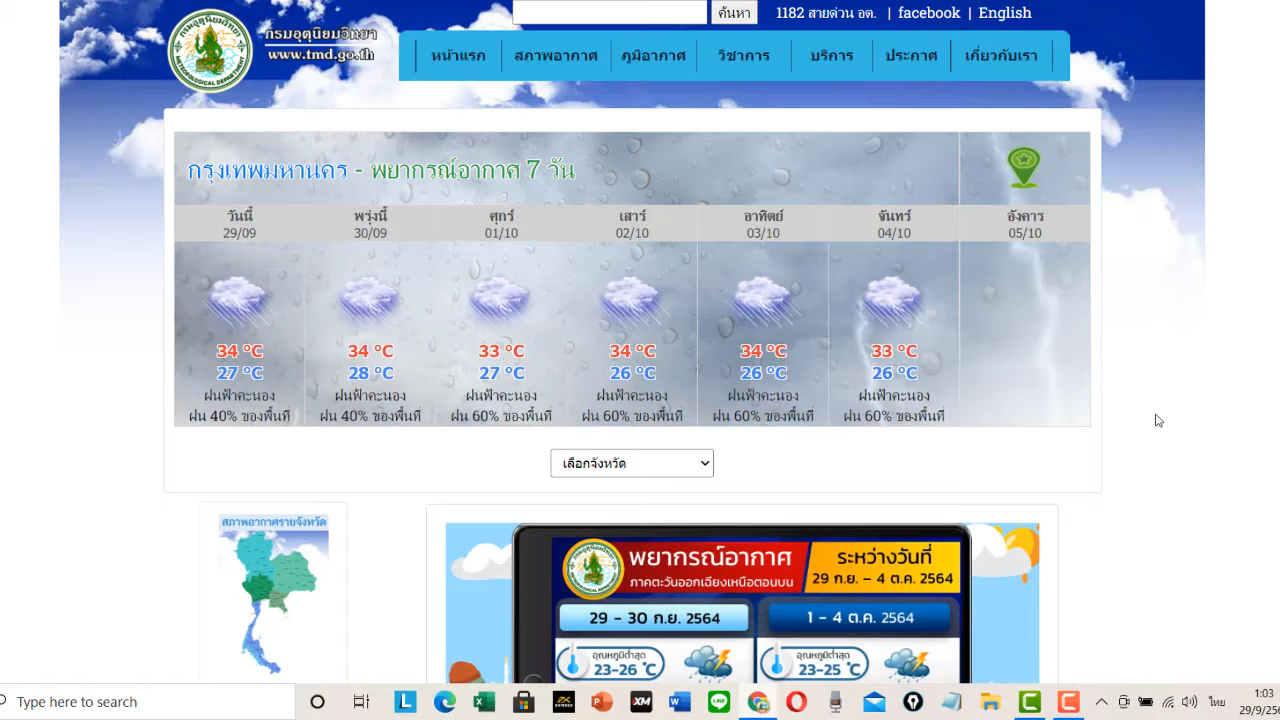 กรมอุตุนิยมวิทยา
www.tmd.go.th
ค้นหา
1182 สายด่วน อต. | facebook | English
หน้าแรก สภาพอากาศ ภูมิอากาศ วิชาการ บริการ ประกาศ เกี่ยวกับเรา
กรุงเทพมหานคร - พยากรณ์อากาศ 7 วัน
วันนี้ พรุ่งนี้ ศุกร์ เสาร์ อาทิตย์ จันทร์ อังคาร
29/09 30/09 01/10 02/10 03/10 04/10 05/10
34 °C 34 °C 33 °C 34 °C 34 °C 33 °C
27 °C 28 °C 27 °C 26 °C 26 °C 26 °C
ฝนฟ้าคะนอง ฝนฟ้าคะนอง ฝนฟ้าคะนอง ฝนฟ้าคะนอง ฝนฟ้าคะนอง ฝนฟ้าคะนอง
ฝน 40% ของพื้นที่ ฝน 40% ของพื้นที่ ฝน 60% ของพื้นที่ ฝน 60% ของพื้นที่ ฝน 60% ของพื้นที่ ฝน 60% ของพื้นที่
เลือกจังหวัด
สภาพอากาศรายจังหวัด
พยากรณ์อากาศ
ภาคตะวันออกเฉียงเหนือตอนบน
ระหว่างวันที่
29 ก.ย. – 4 ต.ค. 2564
29 - 30 ก.ย. 2564
1 - 4 ต.ค. 2564
อุณหภูมิต่ำสุด
23-26 °C
อุณหภูมิต่ำสุด
23-25 °C
Type here to search
ไทย
1:03
29/9/25